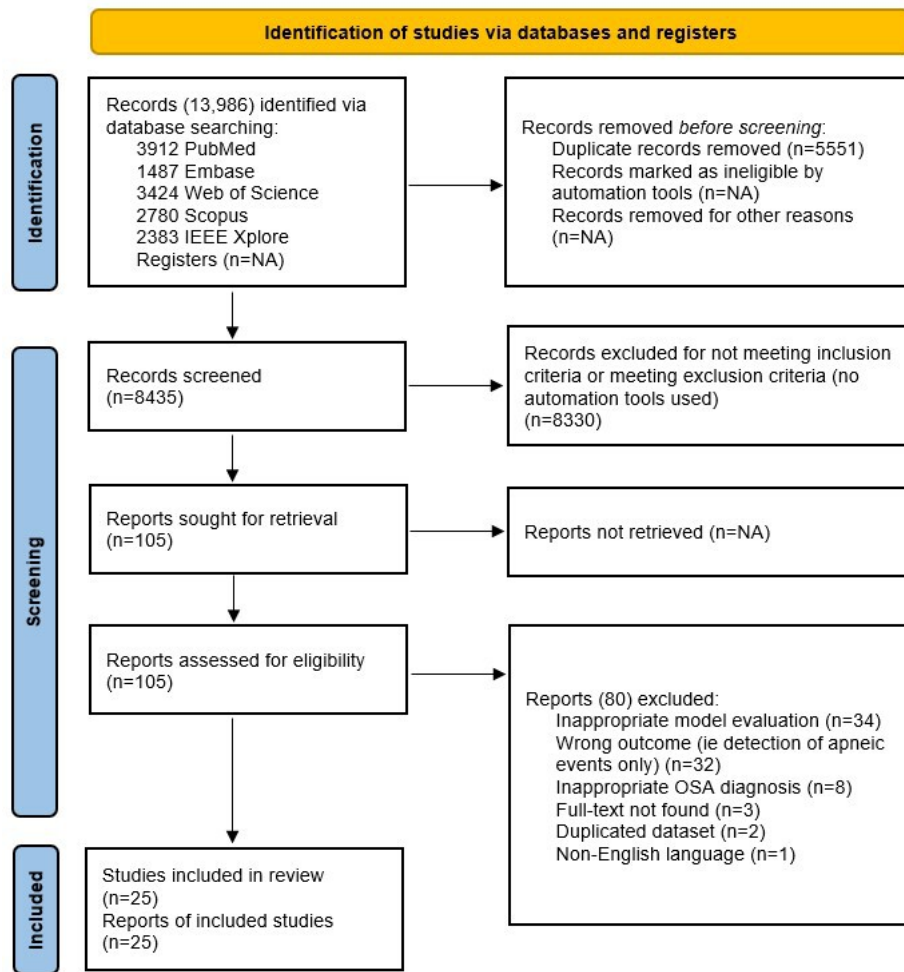 Identification of studies via databases and registers
Identification
Records (13,986) identified via
database searching:
3912 PubMed
1487 Embase
3424 Web of Science
2780 Scopus
2383 IEEE Xplore
Registers (n=NA)
Records removed before screening:
Duplicate records removed (n=5551)
Records marked as ineligible by
automation tools (n=NA)
Records removed for other reasons
(n=NA)
Screening
Records screened
(n=8435)
Records excluded for not meeting inclusion
criteria or meeting exclusion criteria (no
automation tools used)
(n=8330)
Reports sought for retrieval
(n=105)
Reports not retrieved (n=NA)
Reports assessed for eligibility
(n=105)
Reports (80) excluded:
Inappropriate model evaluation (n=34)
Wrong outcome (ie detection of apneic
events only) (n=32)
Inappropriate OSA diagnosis (n=8)
Full-text not found (n=3)
Duplicated dataset (n=2)
Non-English language (n=1)
Included
Studies included in review
(n=25)
Reports of included studies
(n=25)